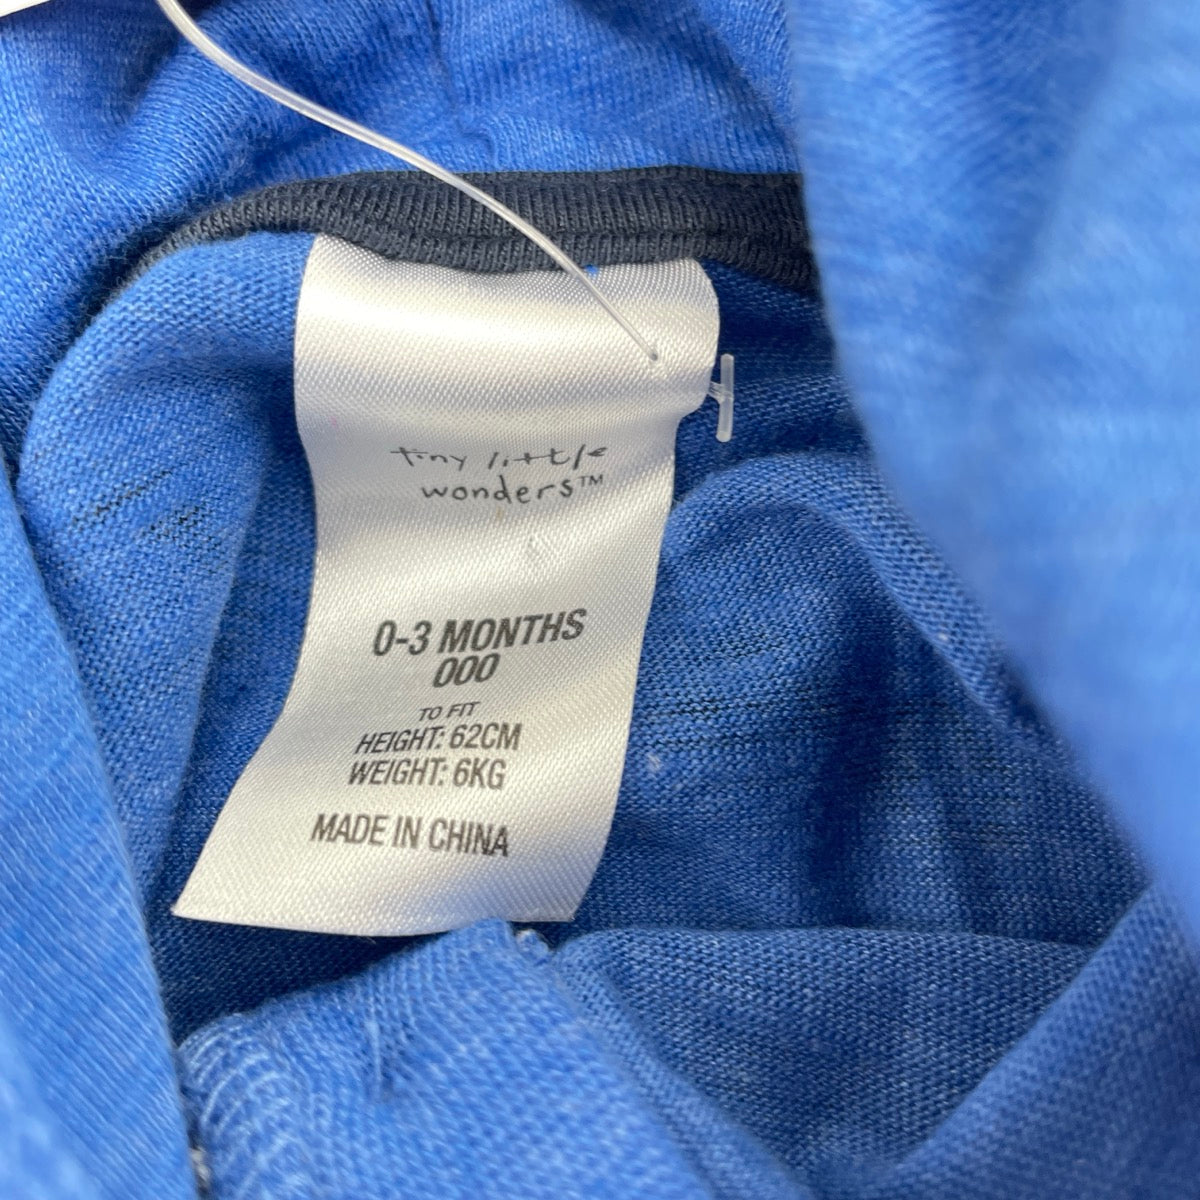 tiny little
wonders™
0-3 MONTHS
000
TO FIT
HEIGHT: 62CM
WEIGHT: 6KG
MADE IN CHINA